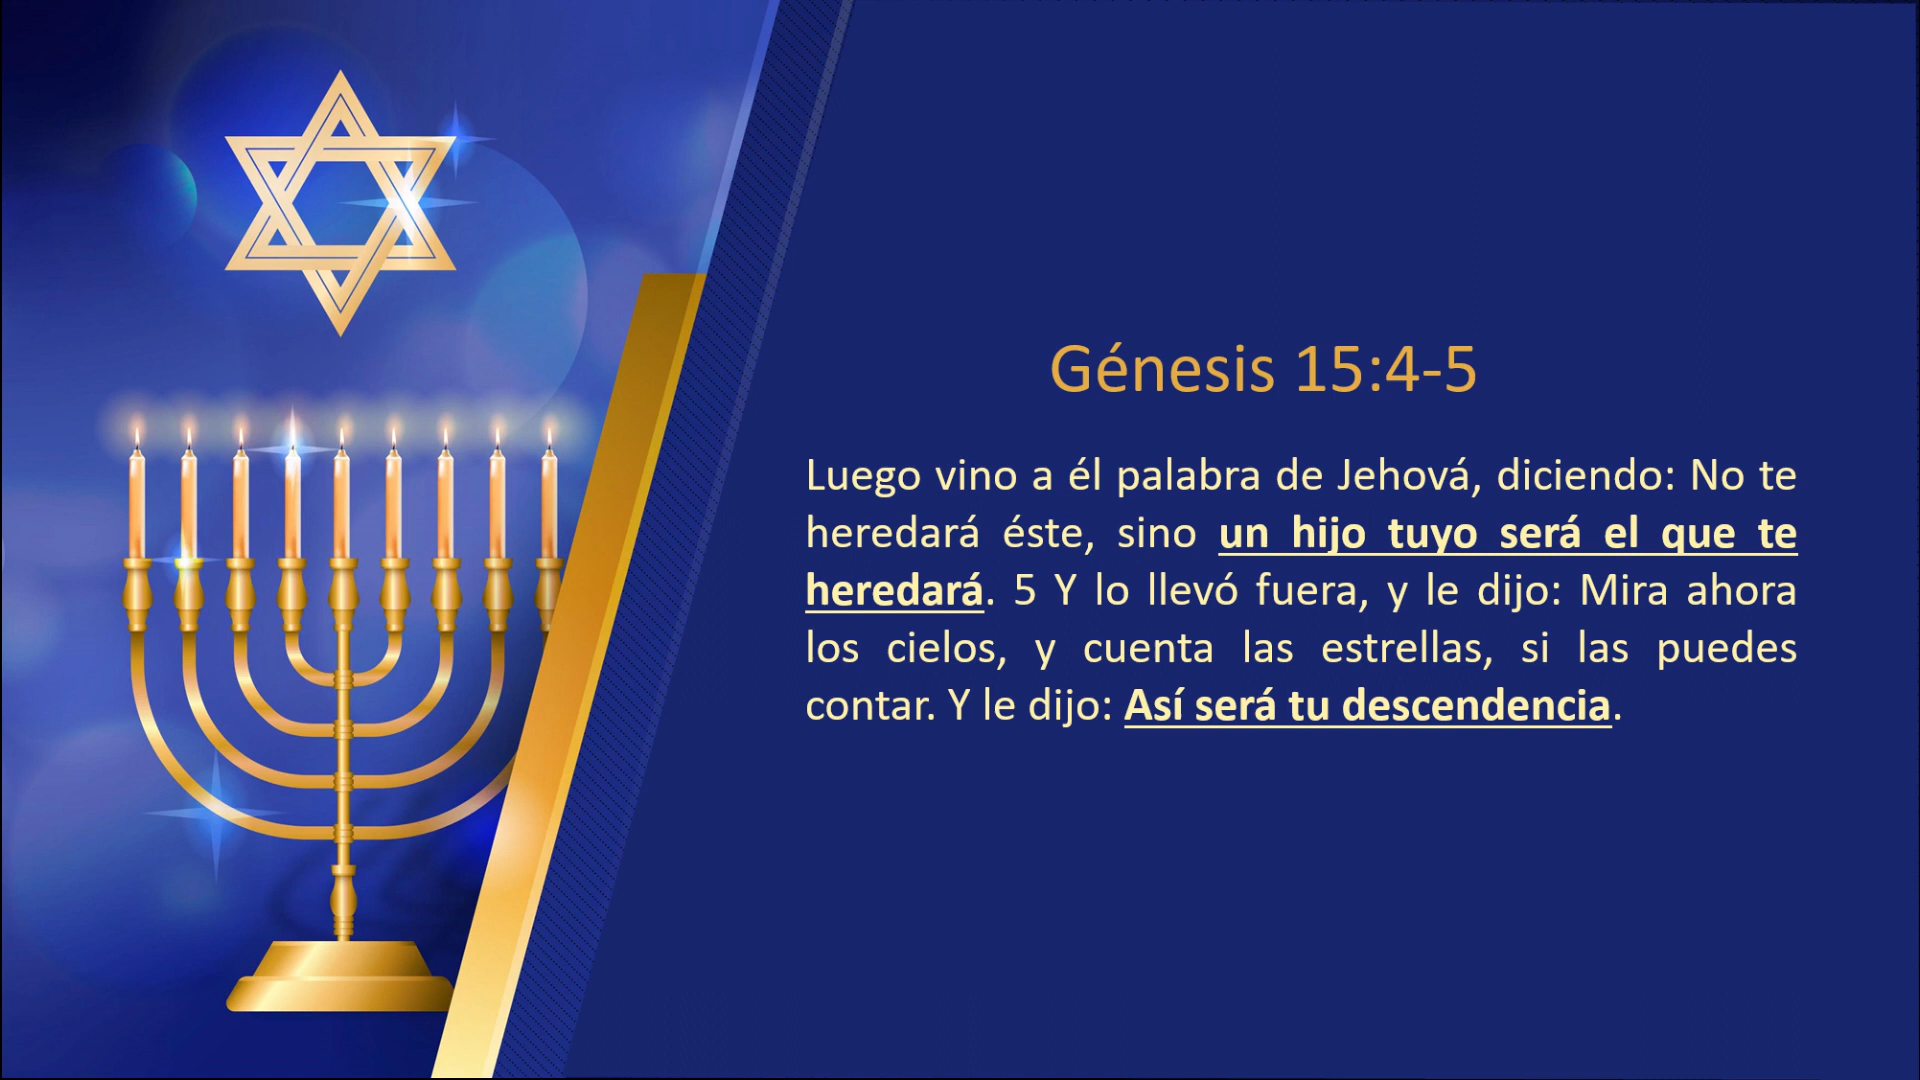 Génesis 15:4-5
Luego vino a él palabra de Jehová, diciendo: No te
heredará éste, sino un hijo tuyo será el que te
heredará. 5 Y lo llevó fuera, y le dijo: Mira ahora
los cielos, y cuenta las estrellas, si las puedes
contar. Y le dijo: Así será tu descendencia.